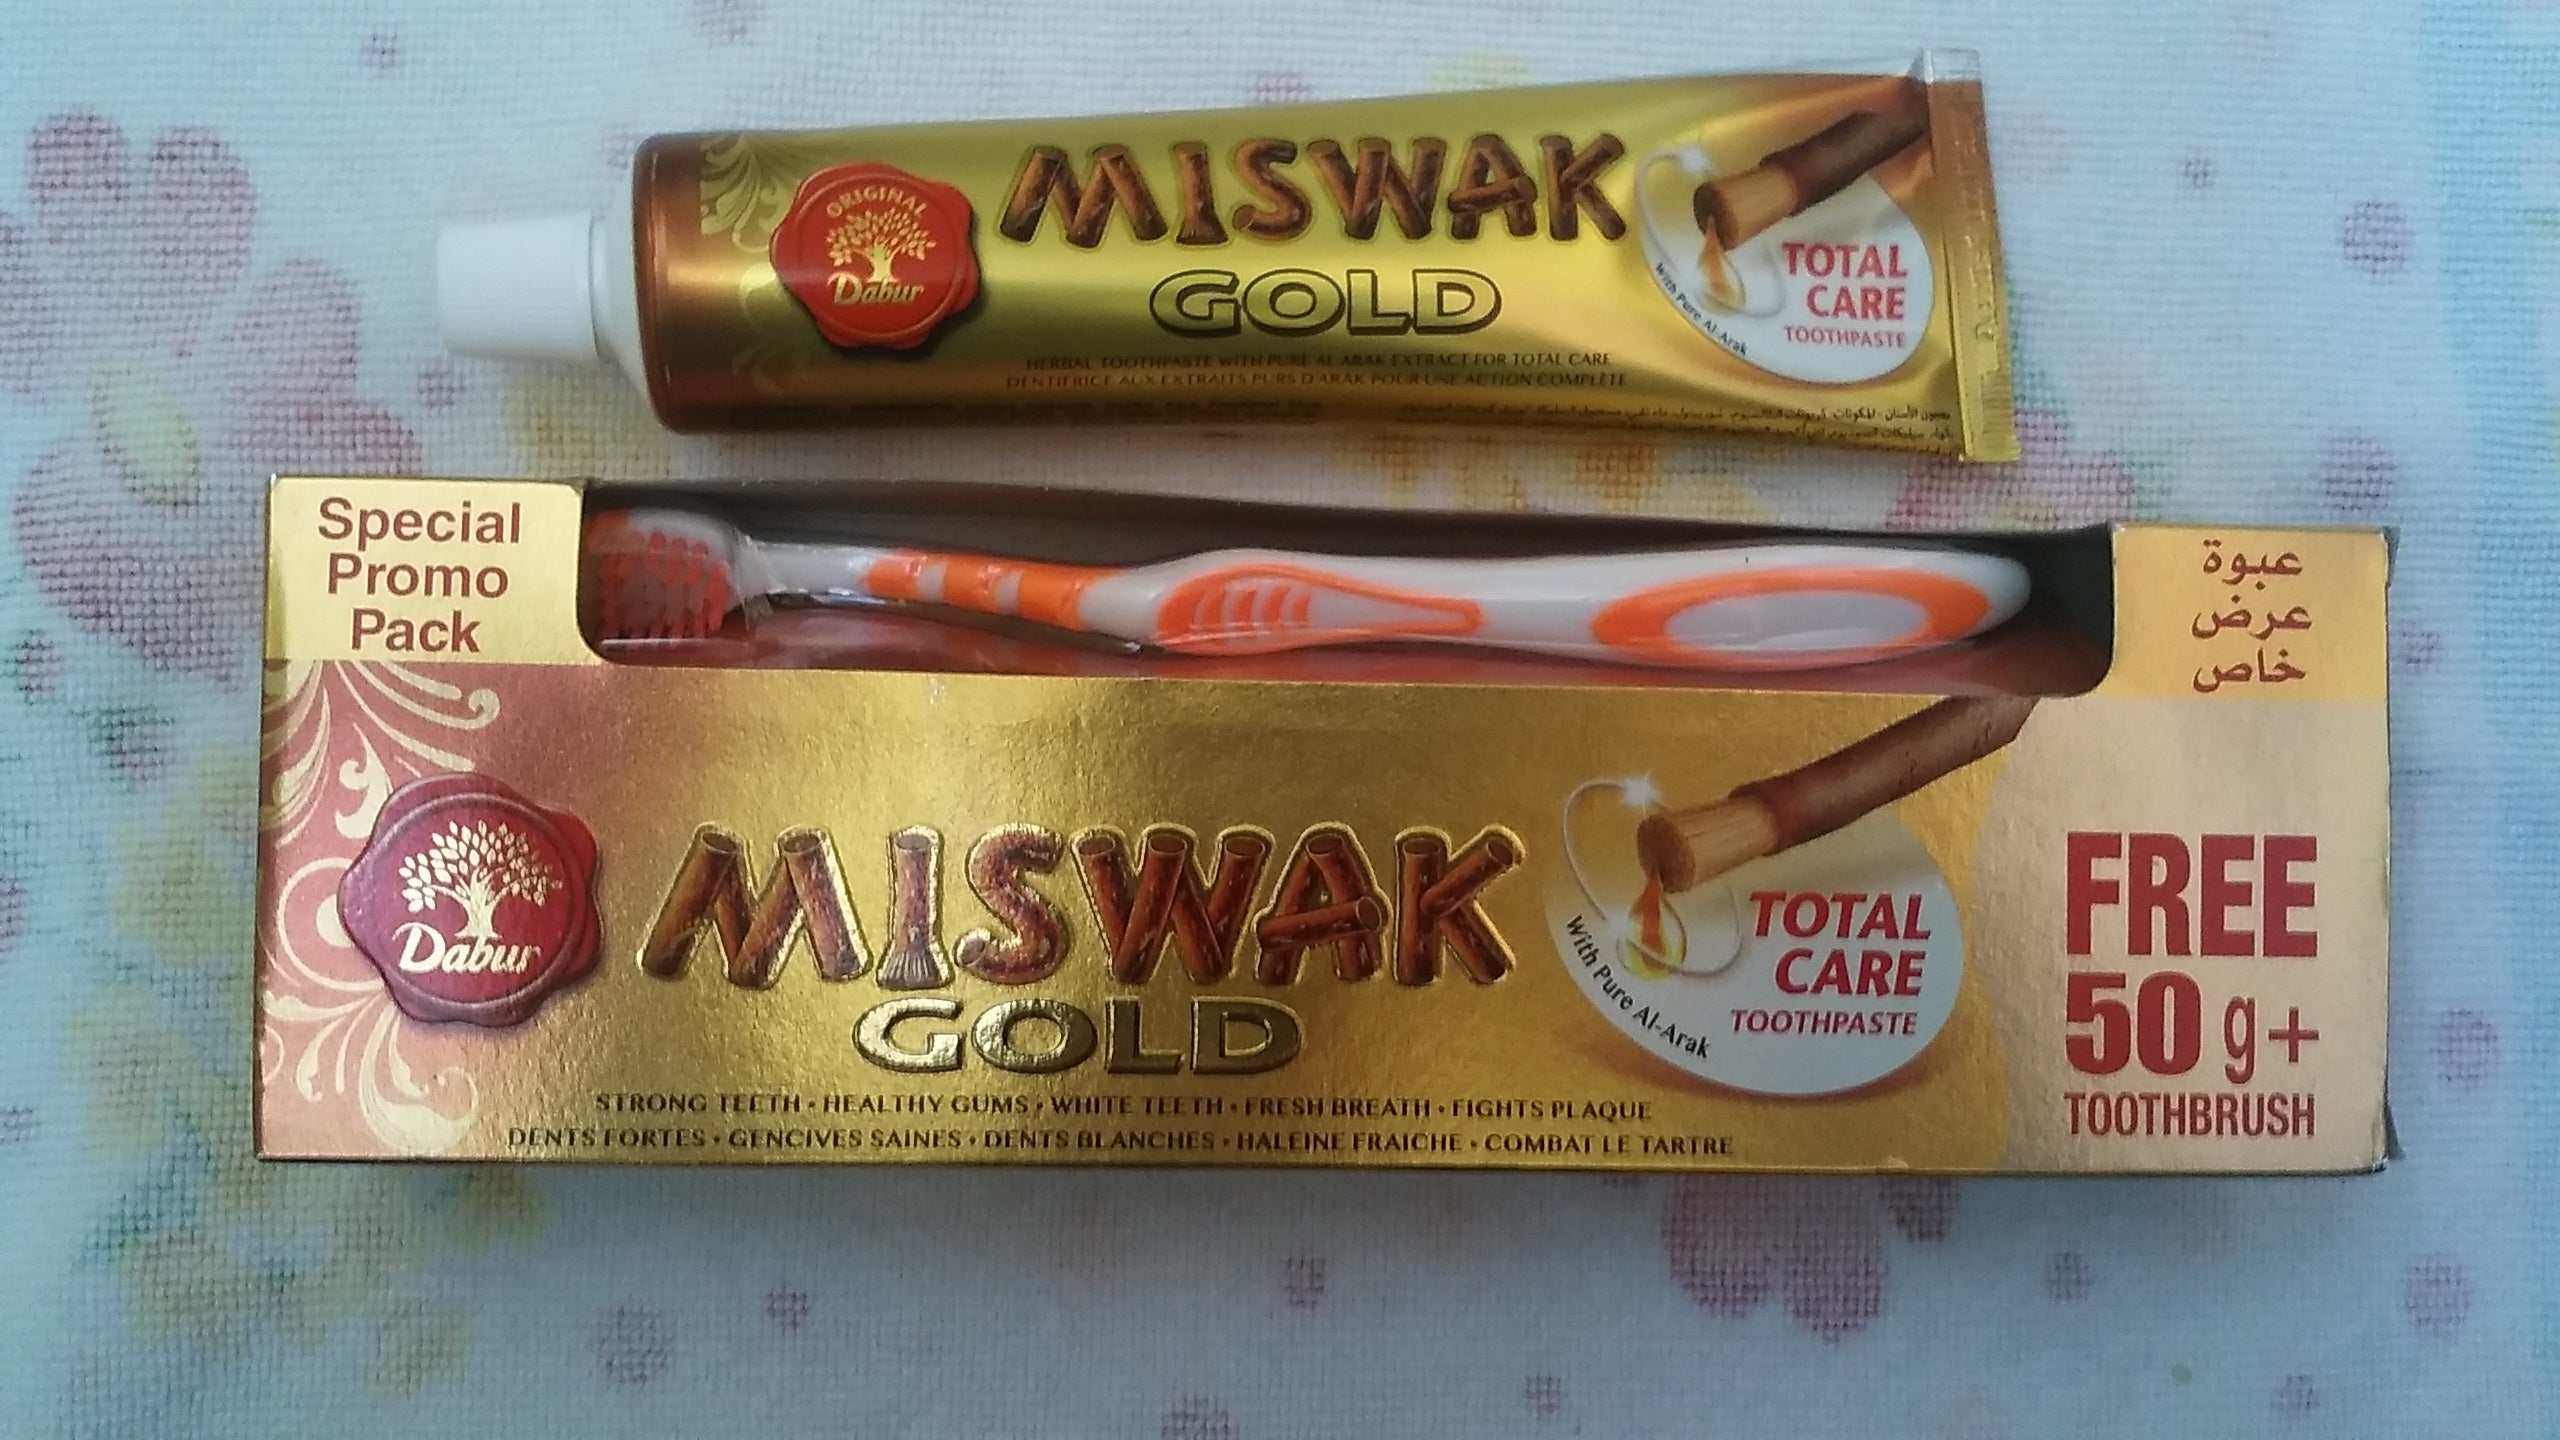 ORIGINAL
Dabur
MISWAK
GOLD
HERBAL TOOTHPASTE WITH PURE AL ARAK EXTRACT FOR TOTAL CARE
DENTIFRICE AUX EXTRAITS PURS D'ARAK POUR UNE ACTION COMPLÈTE
With Pure Al-Arak
TOTAL
CARE
TOOTHPASTE
Special
Promo
Pack
عبوة
عرض
خاص
Dabur
MISWAK
GOLD
With Pure Al-Arak
TOTAL
CARE
TOOTHPASTE
FREE
50 g+
TOOTHBRUSH
STRONG TEETH • HEALTHY GUMS • WHITE TEETH • FRESH BREATH • FIGHTS PLAQUE
DENTS FORTES • GENCIVES SAINES • DENTS BLANCHES • HALEINE FRAICHE • COMBAT LE TARTRE